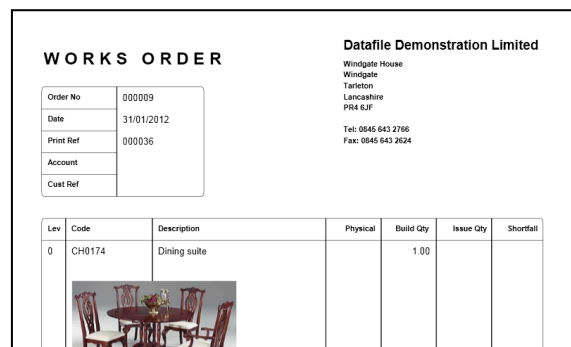 WORKS ORDER
Datafile Demonstration Limited
Windgate House
Windgate
Tarleton
Lancashire
PR4 6JF
Tel: 0845 643 2766
Fax: 0845 643 2624
Order No 000009
Date 31/01/2012
Print Ref 000036
Account
Cust Ref
Lev Code Description Physical Build Qty Issue Qty Shortfall
0 CH0174 Dining suite 1.00